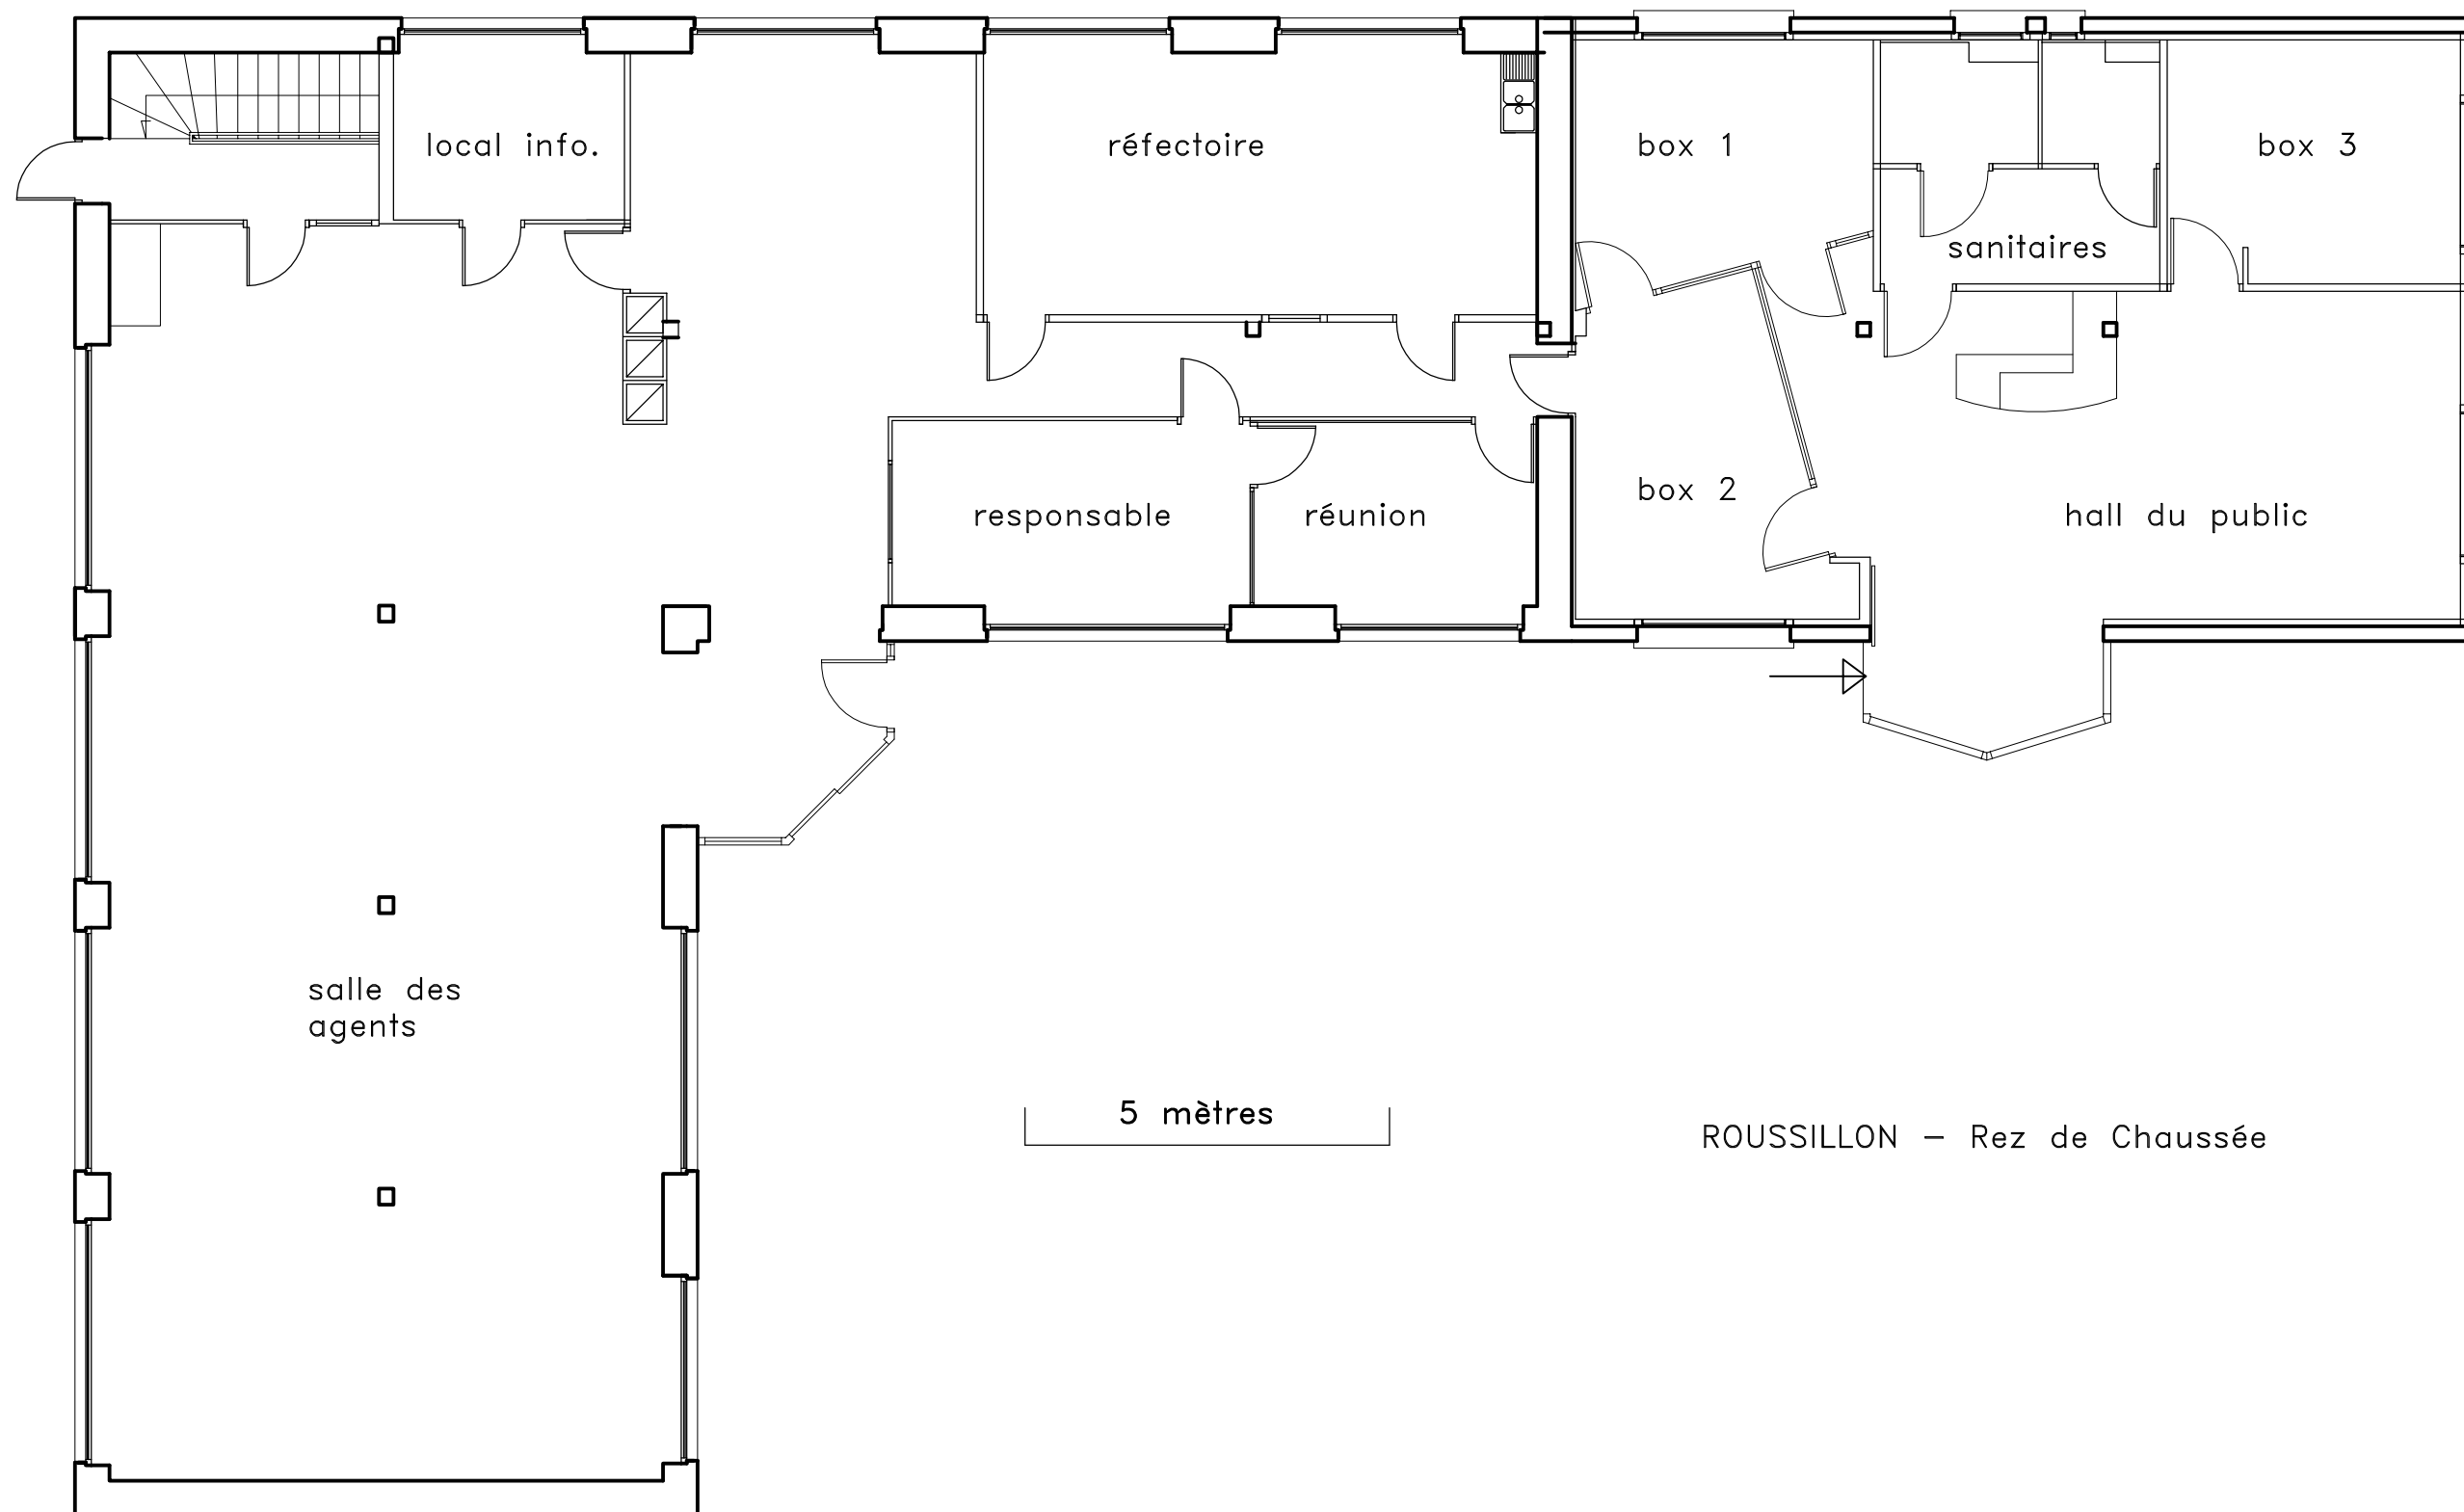 local info.
réfectoire
box 1
box 3
sanitaires
responsable
réunion
box 2
hall du public
salle des
agents
5 mètres
ROUSSILLON – Rez de Chaussée